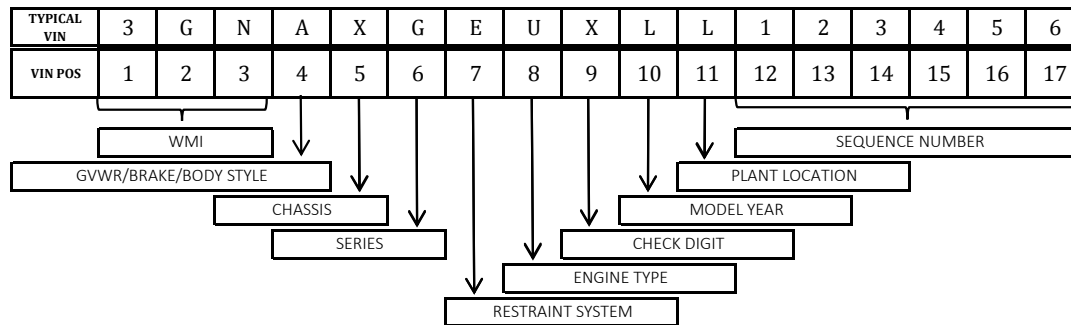 TYPICAL VIN 3 G N A X G E U X L L 1 2 3 4 5 6
VIN POS 1 2 3 4 5 6 7 8 9 10 11 12 13 14 15 16 17
WMI SEQUENCE NUMBER
GVWR/BRAKE/BODY STYLE PLANT LOCATION
CHASSIS MODEL YEAR
SERIES CHECK DIGIT
ENGINE TYPE
RESTRAINT SYSTEM